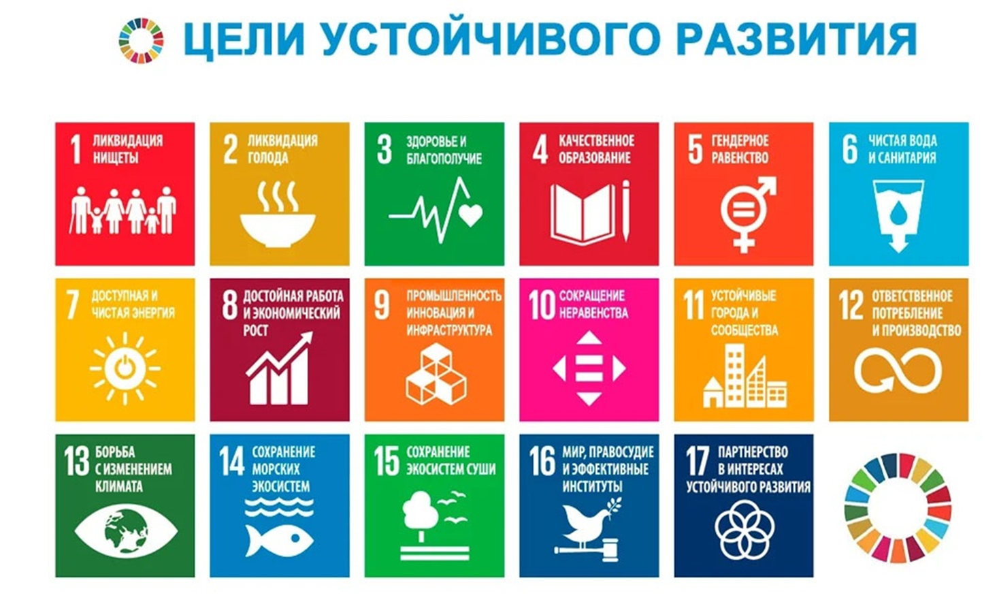 ЦЕЛИ УСТОЙЧИВОГО РАЗВИТИЯ
1 ЛИКВИДАЦИЯ
НИЩЕТЫ
2 ЛИКВИДАЦИЯ
ГОЛОДА
3 ЗДОРОВЬЕ И
БЛАГОПОЛУЧИЕ
4 КАЧЕСТВЕННОЕ
ОБРАЗОВАНИЕ
5 ГЕНДЕРНОЕ
РАВЕНСТВО
6 ЧИСТАЯ ВОДА
И САНИТАРИЯ
7 ДОСТУПНАЯ И
ЧИСТАЯ ЭНЕРГИЯ
8 ДОСТОЙНАЯ РАБОТА
И ЭКОНОМИЧЕСКИЙ
РОСТ
9 ПРОМЫШЛЕННОСТЬ
ИННОВАЦИЯ И
ИНФРАСТРУКТУРА
10 СОКРАЩЕНИЕ
НЕРАВЕНСТВА
11 УСТОЙЧИВЫЕ
ГОРОДА И
СООБЩЕСТВА
12 ОТВЕТСТВЕННОЕ
ПОТРЕБЛЕНИЕ
И ПРОИЗВОДСТВО
13 БОРЬБА
С ИЗМЕНЕНИЕМ
КЛИМАТА
14 СОХРАНЕНИЕ
МОРСКИХ
ЭКОСИСТЕМ
15 СОХРАНЕНИЕ
ЭКОСИСТЕМ СУШИ
16 МИР, ПРАВОСУДИЕ
И ЭФФЕКТИВНЫЕ
ИНСТИТУТЫ
17 ПАРТНЕРСТВО
В ИНТЕРЕСАХ
УСТОЙЧИВОГО РАЗВИТИЯ